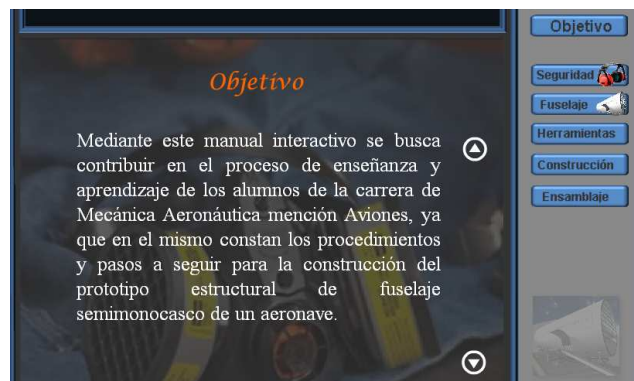 Objetivo
Mediante este manual interactivo se busca
contribuir en el proceso de enseñanza y
aprendizaje de los alumnos de la carrera de
Mecánica Aeronáutica mención Aviones, ya
que en el mismo constan los procedimientos
y pasos a seguir para la construcción del
prototipo estructural de fuselaje
semimonocasco de un aeronave.
Objetivo
Seguridad
Fuselaje
Herramientas
Construcción
Ensamblaje